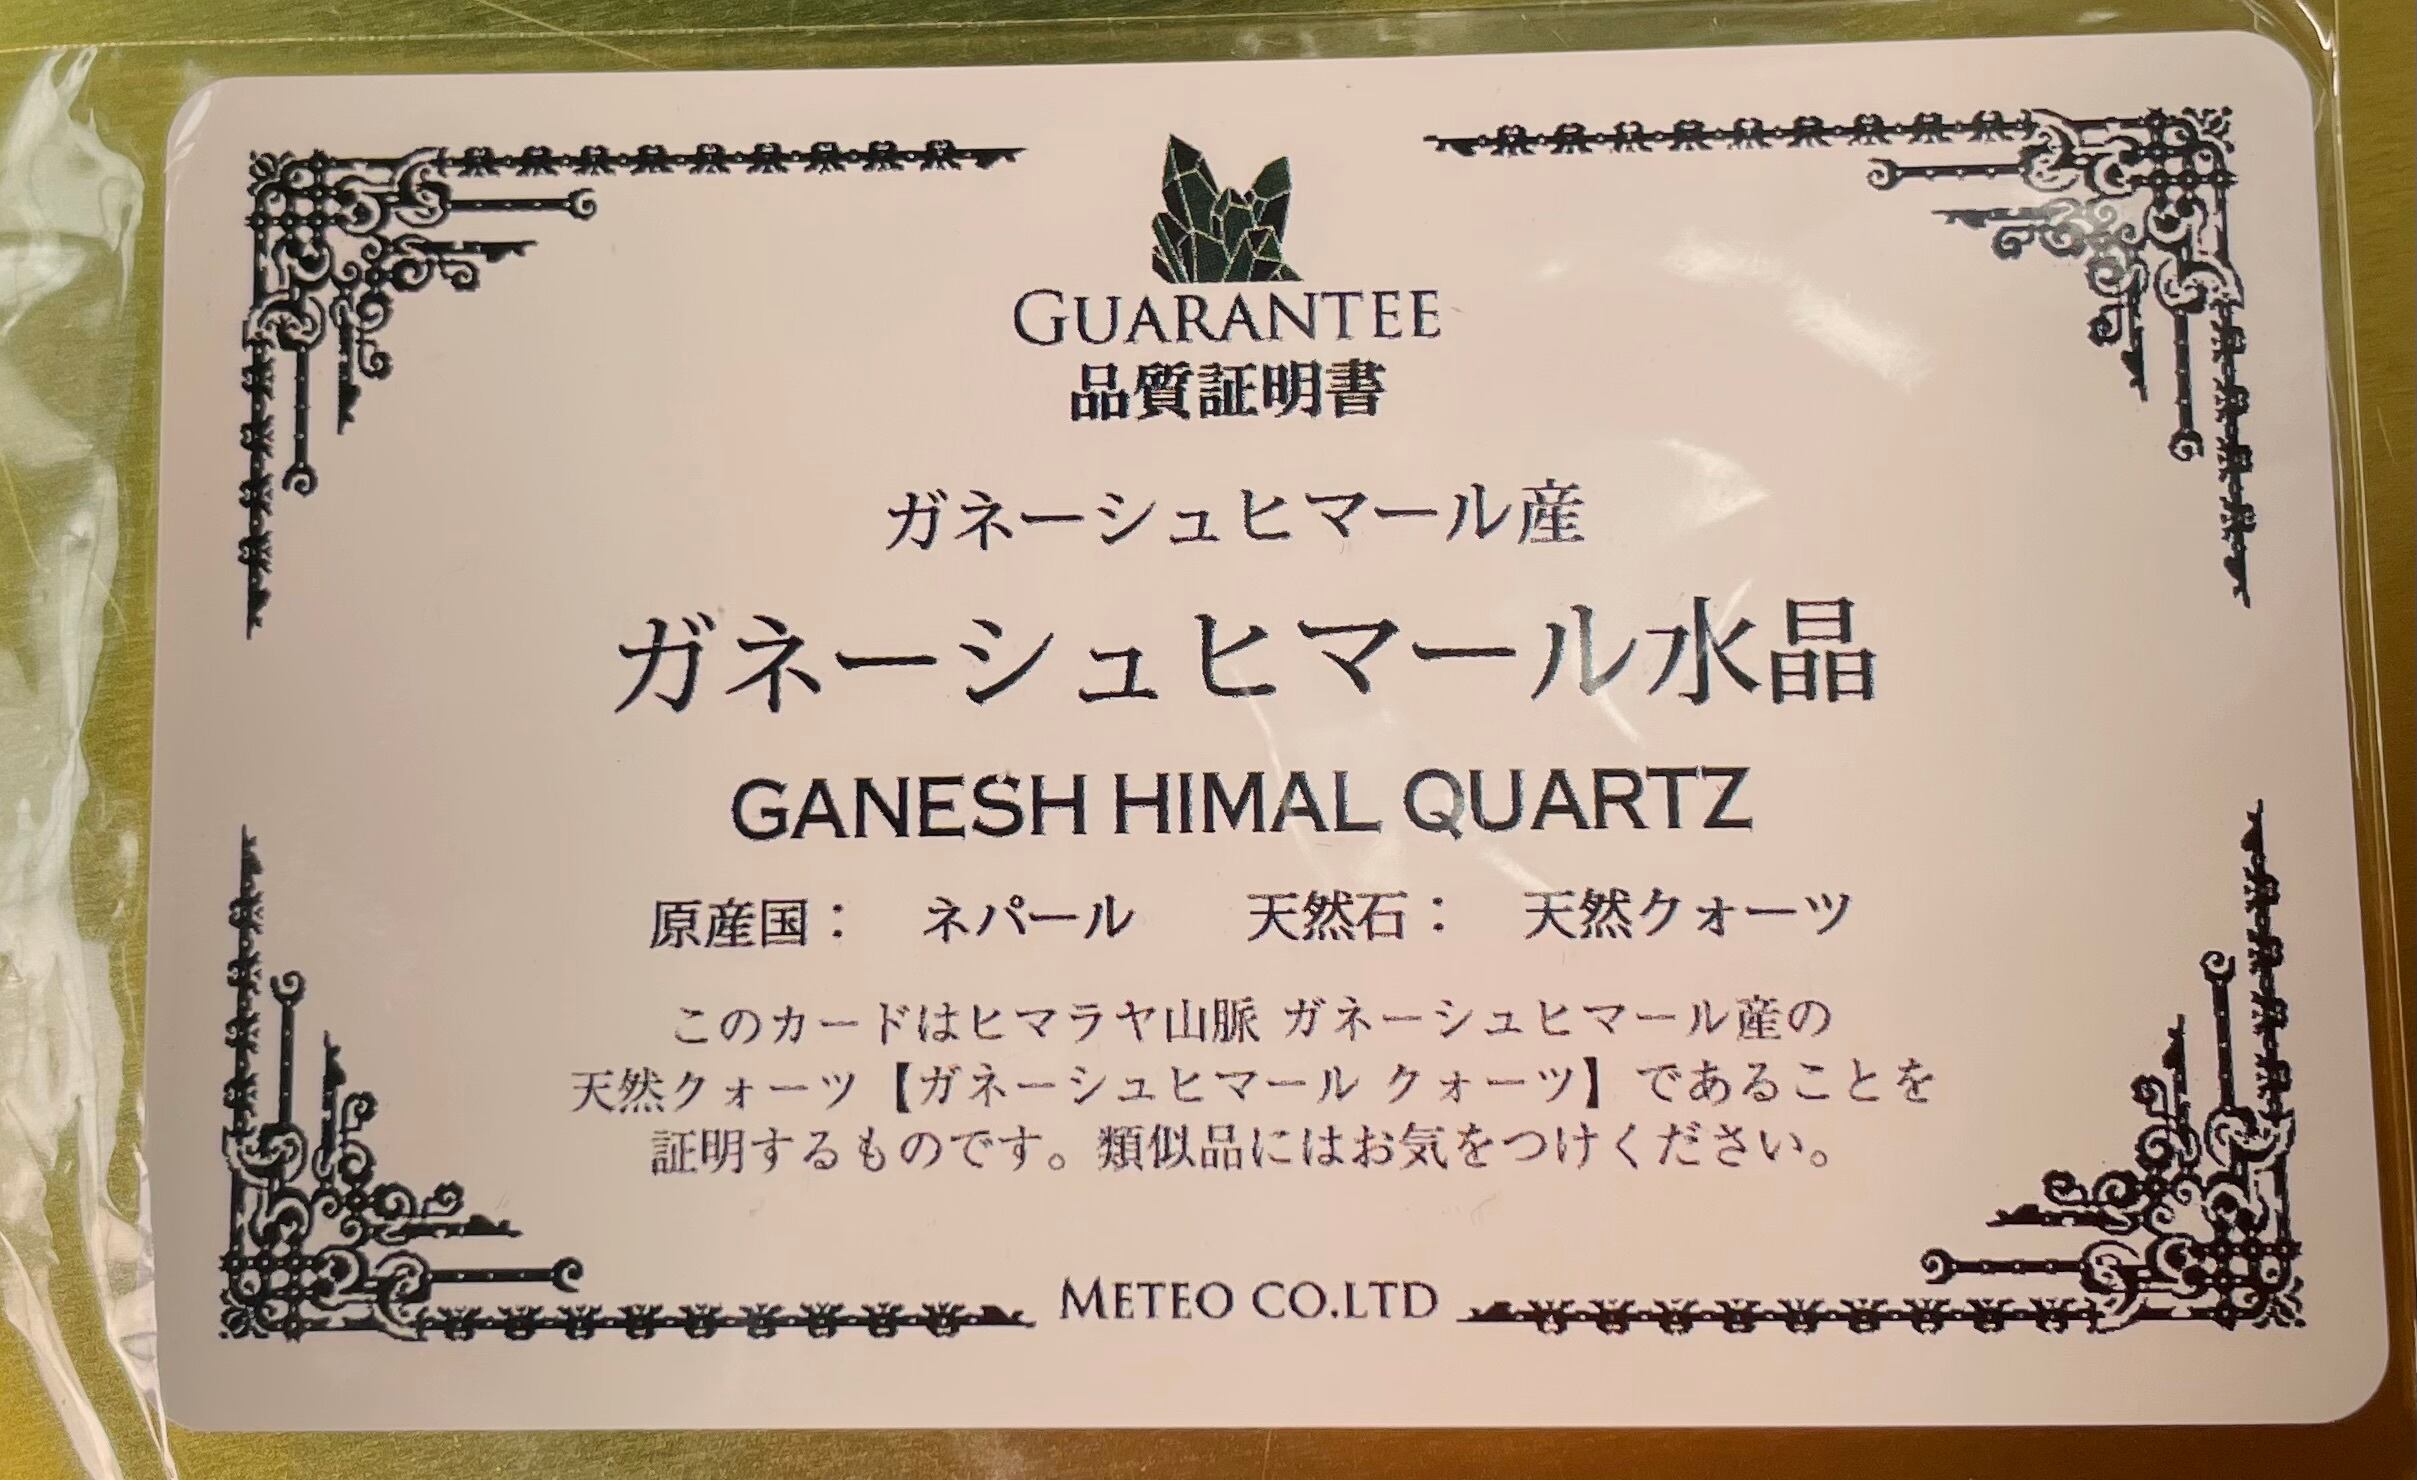 GUARANTEE
品質証明書
ガネーシュヒマール産
ガネーシュヒマール水晶
GANESH HIMAL QUARTZ
原産国： ネパール 天然石： 天然クォーツ
このカードはヒマラヤ山脈 ガネーシュヒマール産の
天然クォーツ【ガネーシュヒマール クォーツ】であることを
証明するものです。類似品にはお気をつけください。
METEO CO.LTD